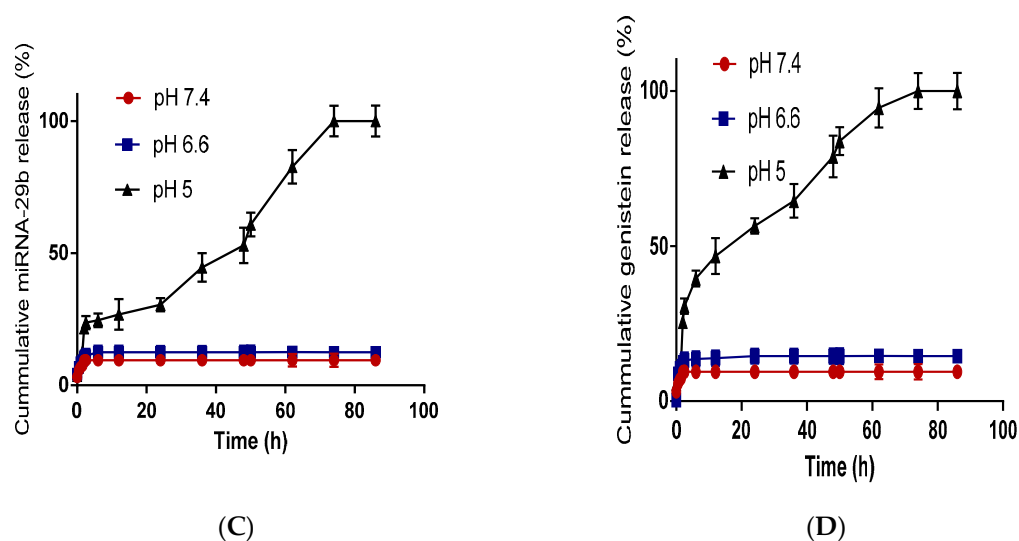 Cummulative miRNA-29b release (%)
pH 7.4
pH 6.6
pH 5
100
50
0
0 20 40 60 80 100
Time (h)
(C)
Cummulative genistein release (%)
pH 7.4
pH 6.6
pH 5
100
50
0
0 20 40 60 80 100
Time (h)
(D)